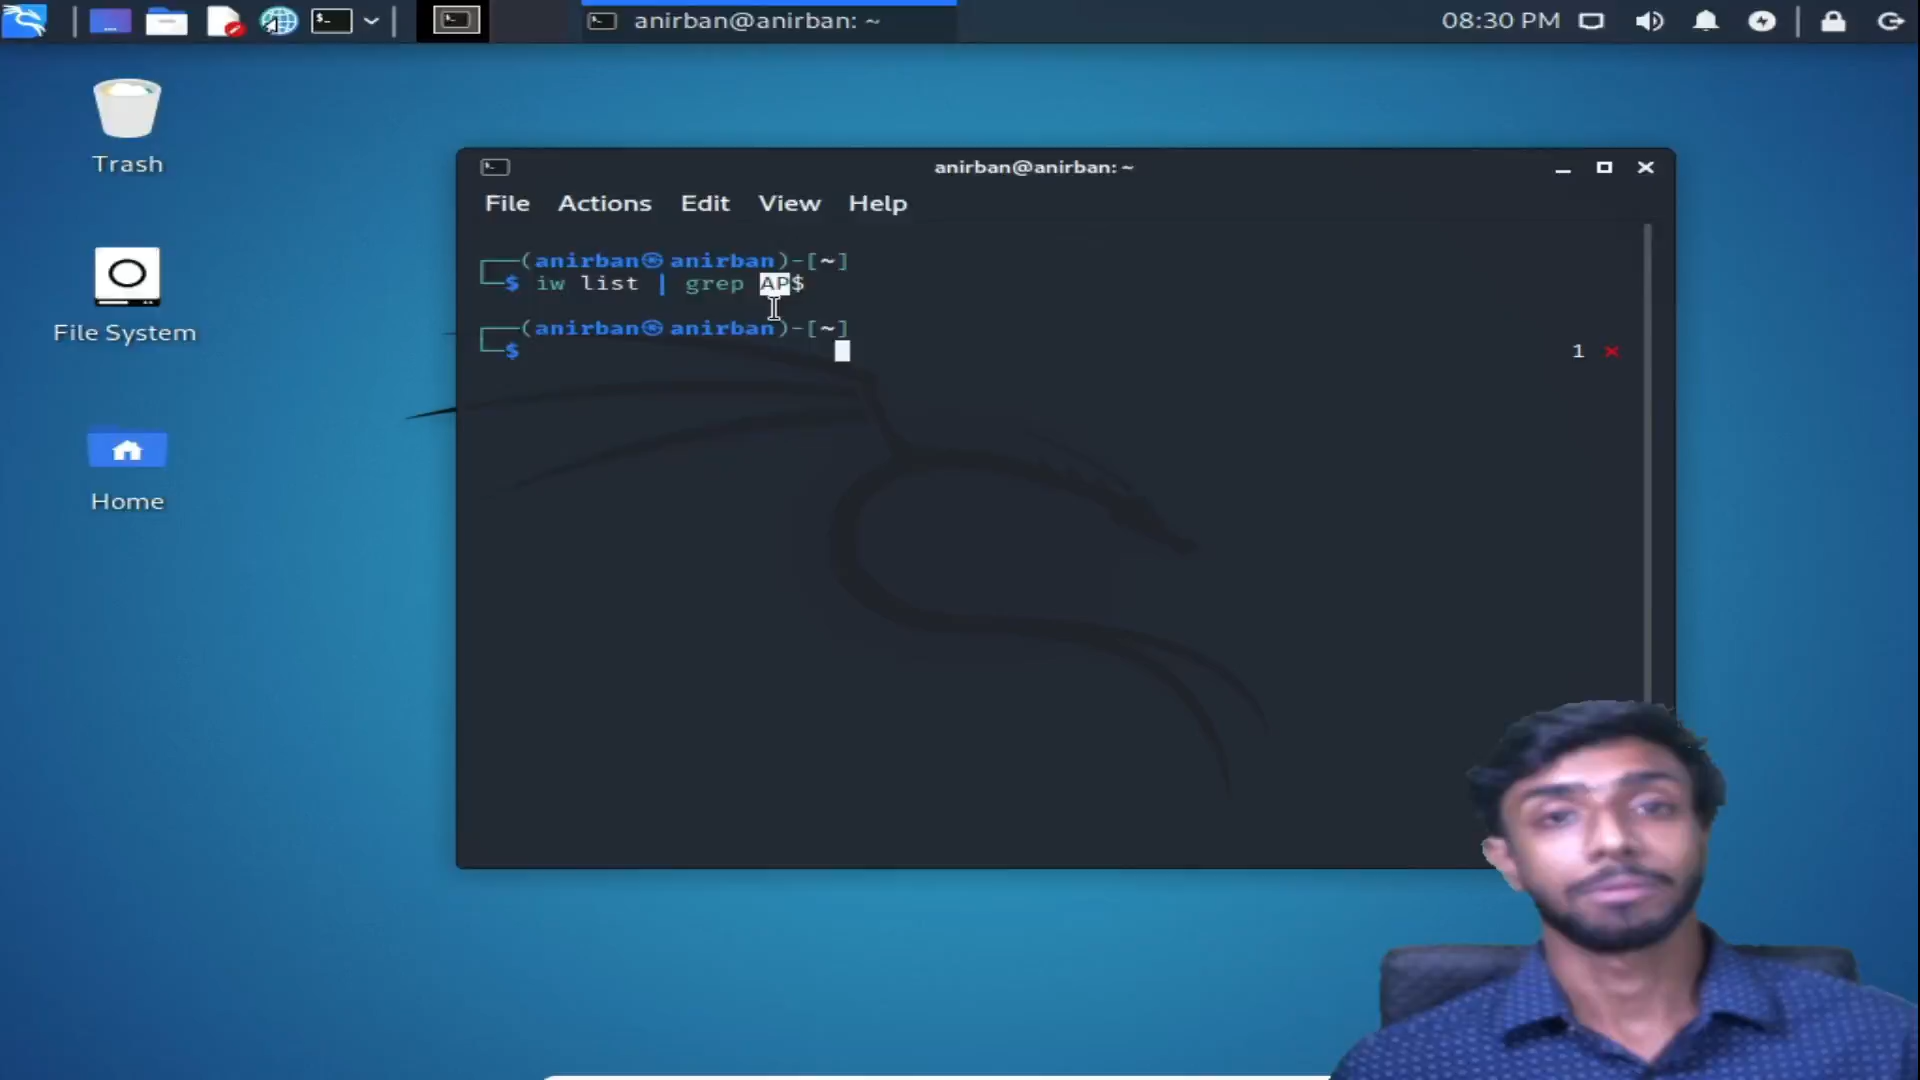 anirban@anirban: ~
08:30 PM
Trash
File System
Home
anirban@anirban: ~
File Actions Edit View Help
(anirban㉿anirban)-[~]
$ iw list | grep AP$
(anirban㉿anirban)-[~]
$
1 ×